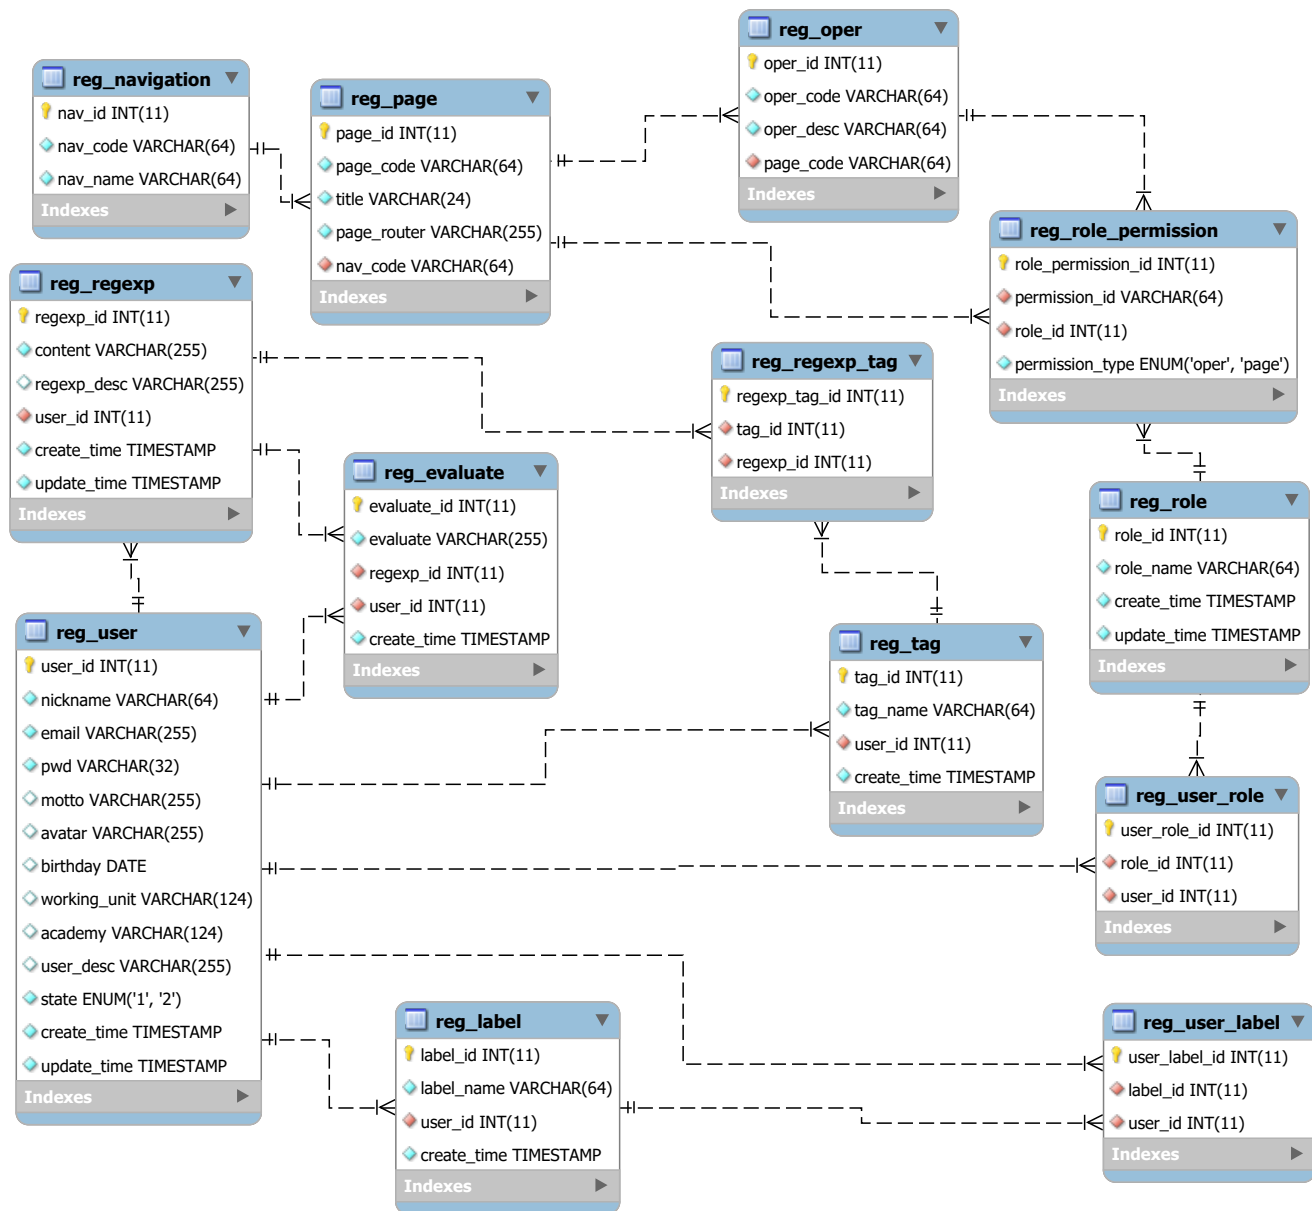 reg_navigation
nav_id INT(11)
nav_code VARCHAR(64)
nav_name VARCHAR(64)
Indexes
reg_page
page_id INT(11)
page_code VARCHAR(64)
title VARCHAR(24)
page_router VARCHAR(255)
nav_code VARCHAR(64)
Indexes
reg_oper
oper_id INT(11)
oper_code VARCHAR(64)
oper_desc VARCHAR(64)
page_code VARCHAR(64)
Indexes
reg_role_permission
role_permission_id INT(11)
permission_id VARCHAR(64)
role_id INT(11)
permission_type ENUM('oper', 'page')
Indexes
reg_regexp
regexp_id INT(11)
content VARCHAR(255)
regexp_desc VARCHAR(255)
user_id INT(11)
create_time TIMESTAMP
update_time TIMESTAMP
Indexes
reg_regexp_tag
regexp_tag_id INT(11)
tag_id INT(11)
regexp_id INT(11)
Indexes
reg_evaluate
evaluate_id INT(11)
evaluate VARCHAR(255)
regexp_id INT(11)
user_id INT(11)
create_time TIMESTAMP
Indexes
reg_role
role_id INT(11)
role_name VARCHAR(64)
create_time TIMESTAMP
update_time TIMESTAMP
Indexes
reg_user
user_id INT(11)
nickname VARCHAR(64)
email VARCHAR(255)
pwd VARCHAR(32)
motto VARCHAR(255)
avatar VARCHAR(255)
birthday DATE
working_unit VARCHAR(124)
academy VARCHAR(124)
user_desc VARCHAR(255)
state ENUM('1', '2')
create_time TIMESTAMP
update_time TIMESTAMP
Indexes
reg_tag
tag_id INT(11)
tag_name VARCHAR(64)
user_id INT(11)
create_time TIMESTAMP
Indexes
reg_user_role
user_role_id INT(11)
role_id INT(11)
user_id INT(11)
Indexes
reg_label
label_id INT(11)
label_name VARCHAR(64)
user_id INT(11)
create_time TIMESTAMP
Indexes
reg_user_label
user_label_id INT(11)
label_id INT(11)
user_id INT(11)
Indexes